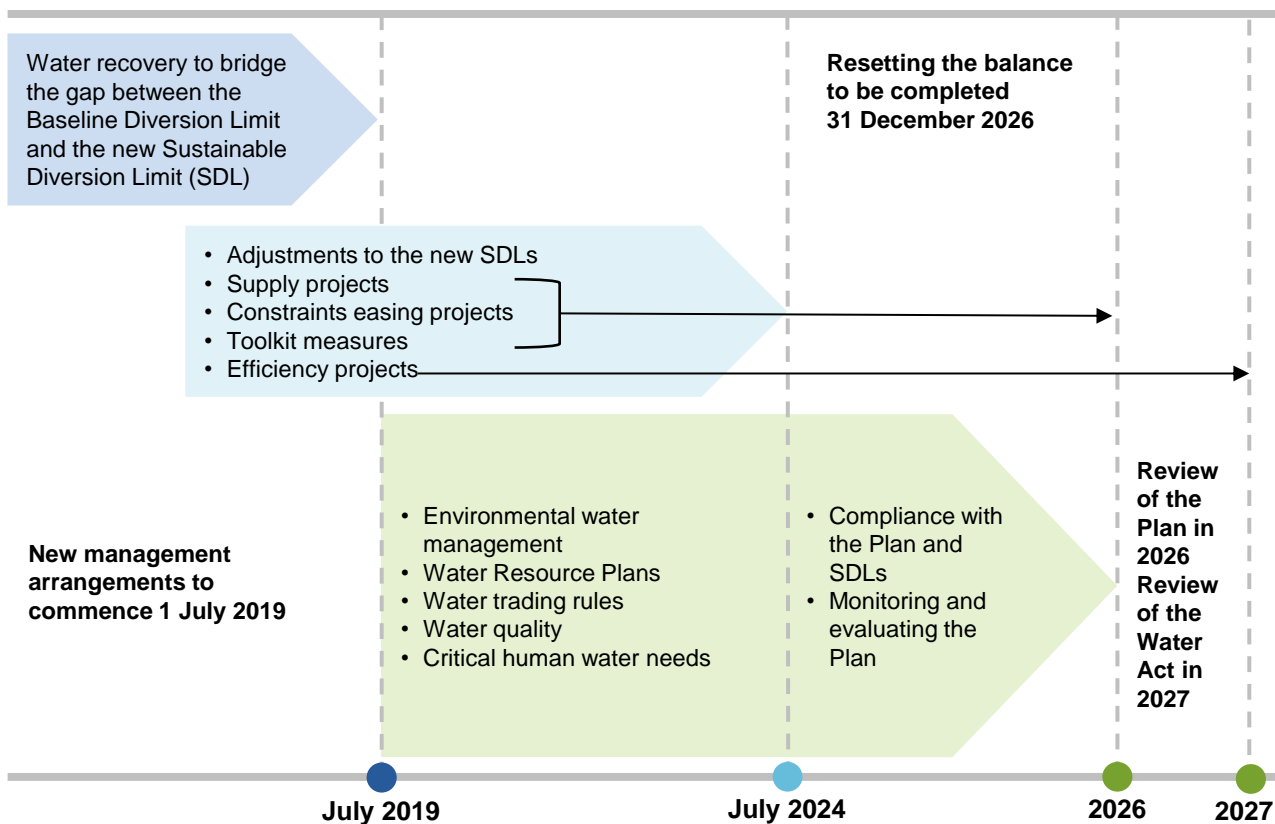 Water recovery to bridge
the gap between the
Baseline Diversion Limit
and the new Sustainable
Diversion Limit (SDL)
Resetting the balance
to be completed
31 December 2026
• Adjustments to the new SDLs
• Supply projects
• Constraints easing projects
• Toolkit measures
• Efficiency projects
New management
arrangements to
commence 1 July 2019
• Environmental water
management
• Water Resource Plans
• Water trading rules
• Water quality
• Critical human water needs
• Compliance with
the Plan and
SDLs
• Monitoring and
evaluating the
Plan
Review
of the
Plan in
2026
Review
of the
Water
Act in
2027
July 2019
July 2024
2026
2027